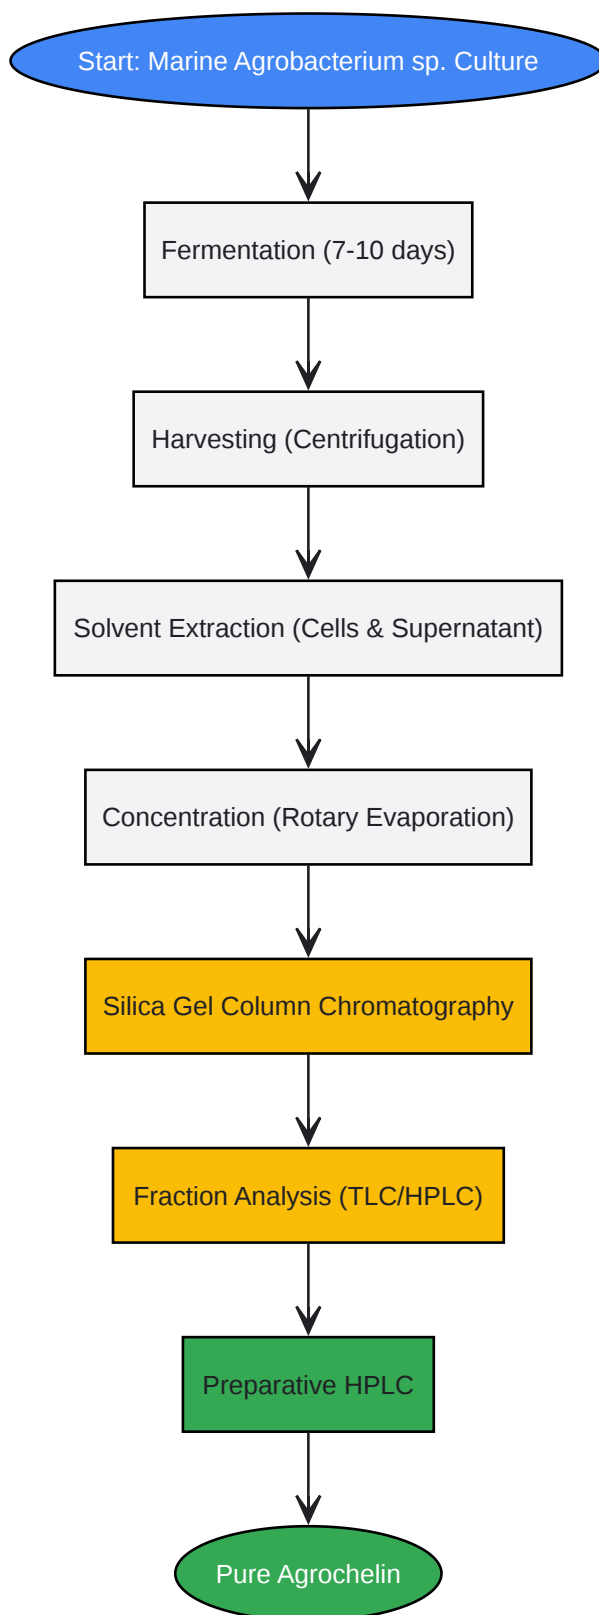 Start: Marine Agrobacterium sp. Culture
Fermentation (7-10 days)
Harvesting (Centrifugation)
Solvent Extraction (Cells & Supernatant)
Concentration (Rotary Evaporation)
Silica Gel Column Chromatography
Fraction Analysis (TLC/HPLC)
Preparative HPLC
Pure Agrochelin